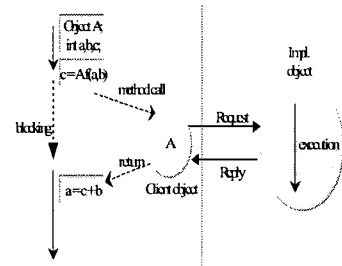 Object A;
int a,b,c;
c=A.f(a,b)
method call
blocking
return
a=c+b
A
Client object
Request
Reply
Impl.
object
execution